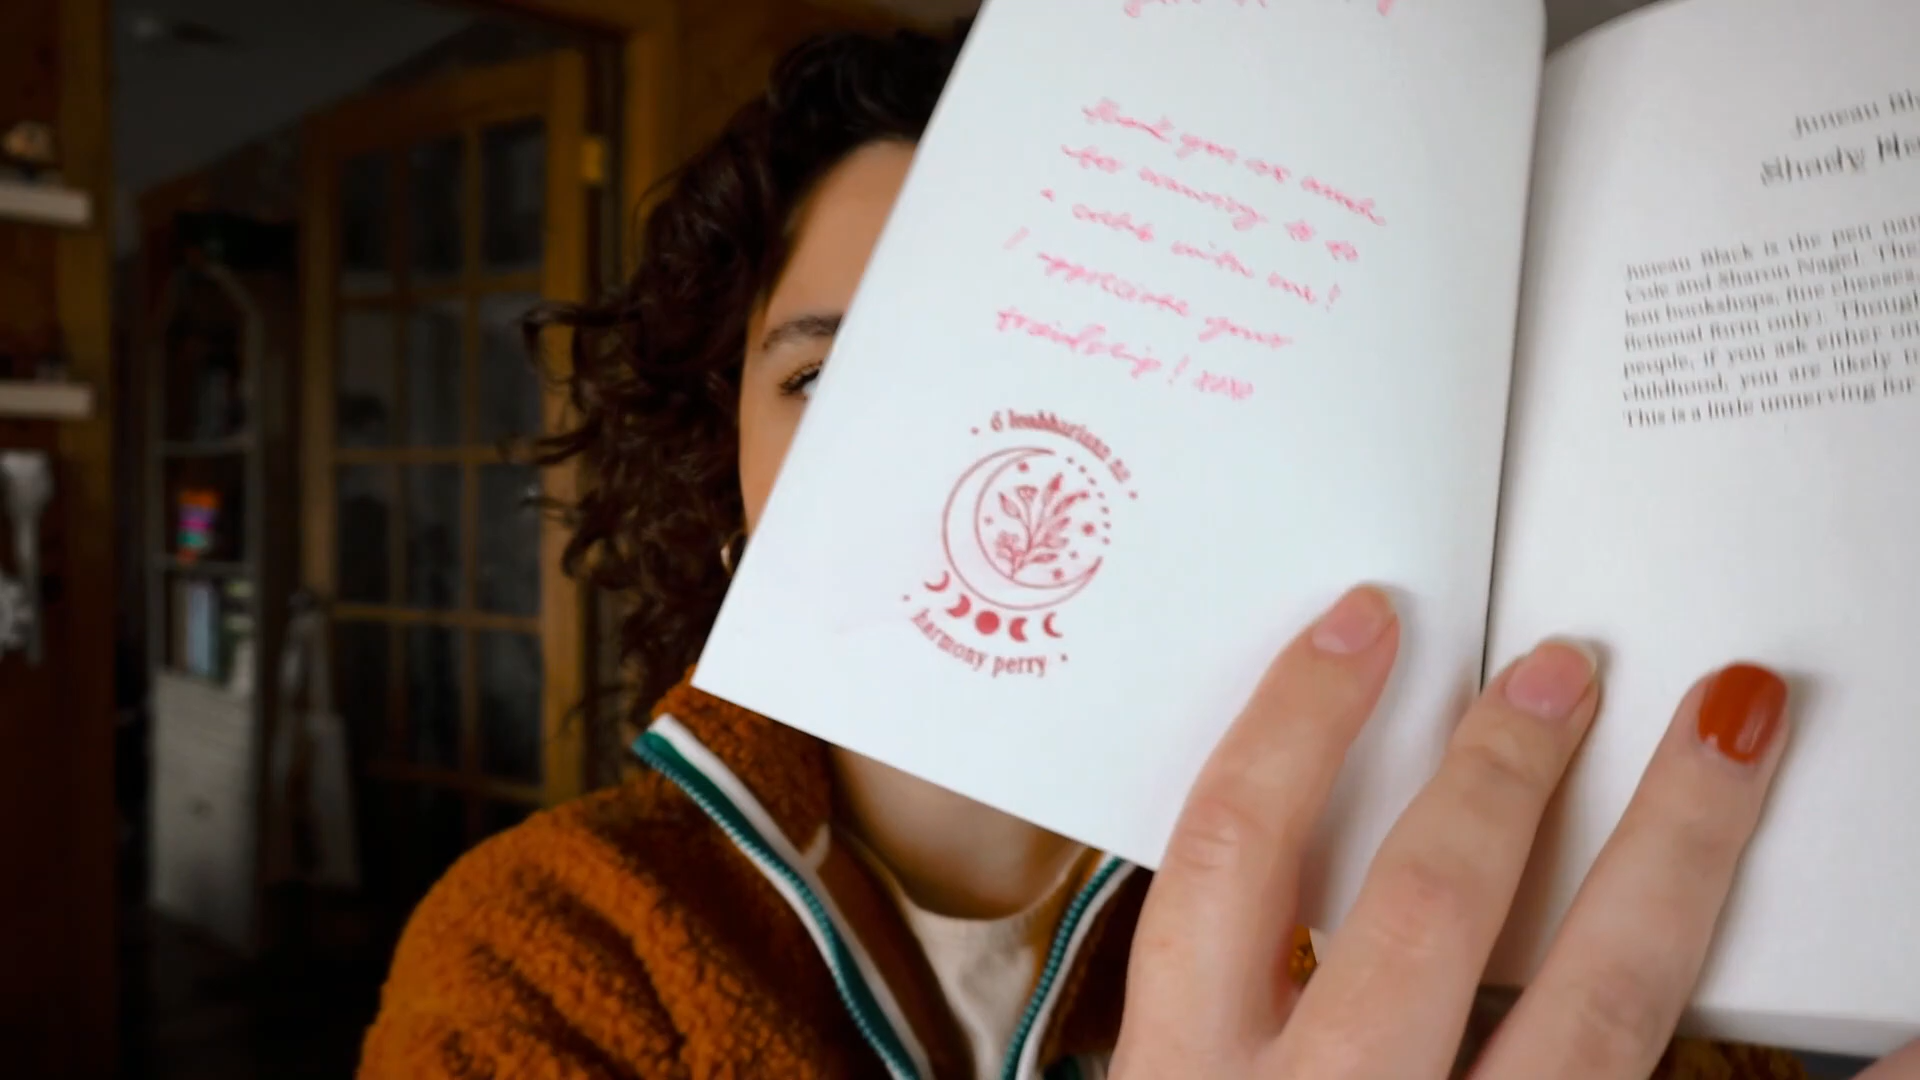 Thank you so much
for wanting to do
a collab with me!
I appreciate your
friendship! xoxo
ó leabharlann na
harmony perry
Juneau Bla
Shady Ho
Juneau Black is the pen nam
Cole and Sharon Nagel. The
lent bookshops, fine cheeses,
fictional form only). Though
people, if you ask either on
childhood, you are likely to
This is a little unnerving for